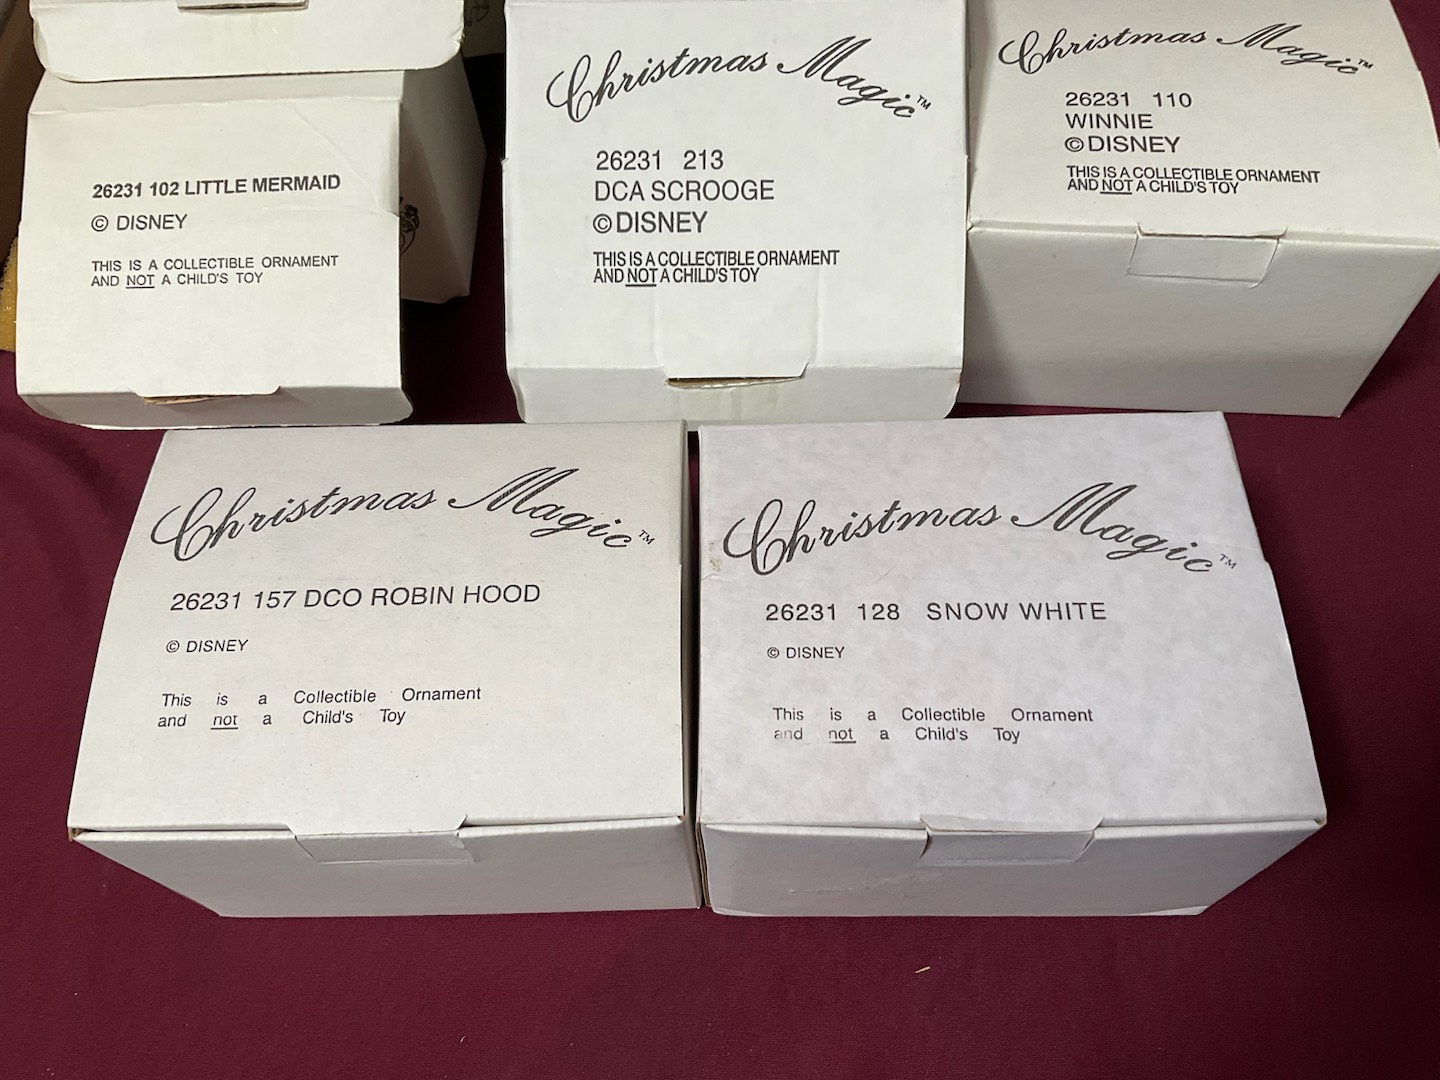 26231 102 LITTLE MERMAID
© DISNEY
THIS IS A COLLECTIBLE ORNAMENT
AND NOT A CHILD'S TOY
Christmas Magic™
26231 213
DCA SCROOGE
© DISNEY
THIS IS A COLLECTIBLE ORNAMENT
AND NOT A CHILD'S TOY
Christmas Magic™
26231 110
WINNIE
© DISNEY
THIS IS A COLLECTIBLE ORNAMENT
AND NOT A CHILD'S TOY
Christmas Magic™
26231 157 DCO ROBIN HOOD
© DISNEY
This is a Collectible Ornament
and not a Child's Toy
Christmas Magic™
26231 128 SNOW WHITE
© DISNEY
This is a Collectible Ornament
and not a Child's Toy